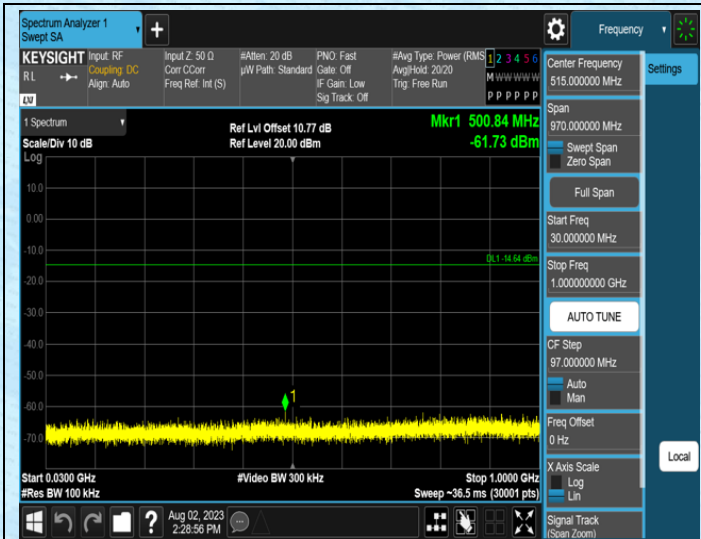 Spectrum Analyzer 1
Swept SA
+
Frequency
KEYSIGHT
RL
LXI
Input: RF
Coupling: DC
Align: Auto
Input Z: 50 Ω
Corr CCorr
Freq Ref: Int (S)
#Atten: 20 dB
µW Path: Standard
PNO: Fast
Gate: Off
IF Gain: Low
Sig Track: Off
#Avg Type: Power (RMS
Avg|Hold: 20/20
Trig: Free Run
1 2 3 4 5 6
M W W W W W
P P P P P P
1 Spectrum
Scale/Div 10 dB
Log
Ref Lvl Offset 10.77 dB
Ref Level 20.00 dBm
Mkr1 500.84 MHz
-61.73 dBm
10.0
0.00
-10.0
-20.0
-30.0
-40.0
-50.0
-60.0
-70.0
DL1 -14.64 dBm
1
Start 0.0300 GHz
#Res BW 100 kHz
#Video BW 300 kHz
Stop 1.0000 GHz
Sweep ~36.5 ms (30001 pts)
?
Aug 02, 2023
2:28:56 PM
Center Frequency
515.000000 MHz
Span
970.000000 MHz
Swept Span
Zero Span
Full Span
Start Freq
30.000000 MHz
Stop Freq
1.000000000 GHz
AUTO TUNE
CF Step
97.000000 MHz
Auto
Man
Freq Offset
0 Hz
X Axis Scale
Log
Lin
Signal Track
(Span Zoom)
Settings
Local